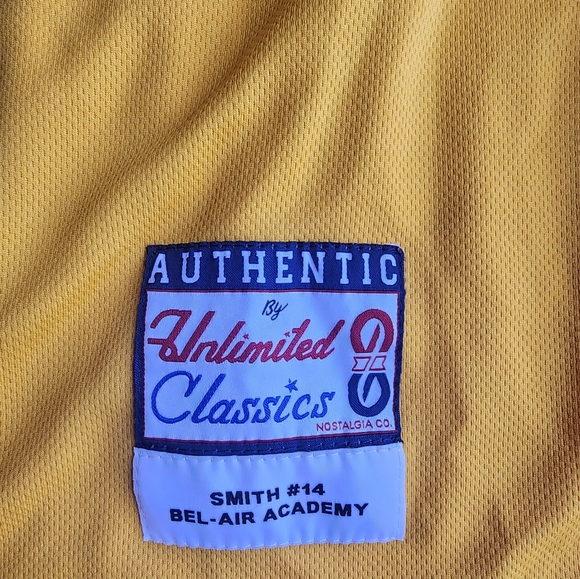 AUTHENTIC
By
Unlimited
Classics
NOSTALGIA CO.
SMITH #14
BEL-AIR ACADEMY